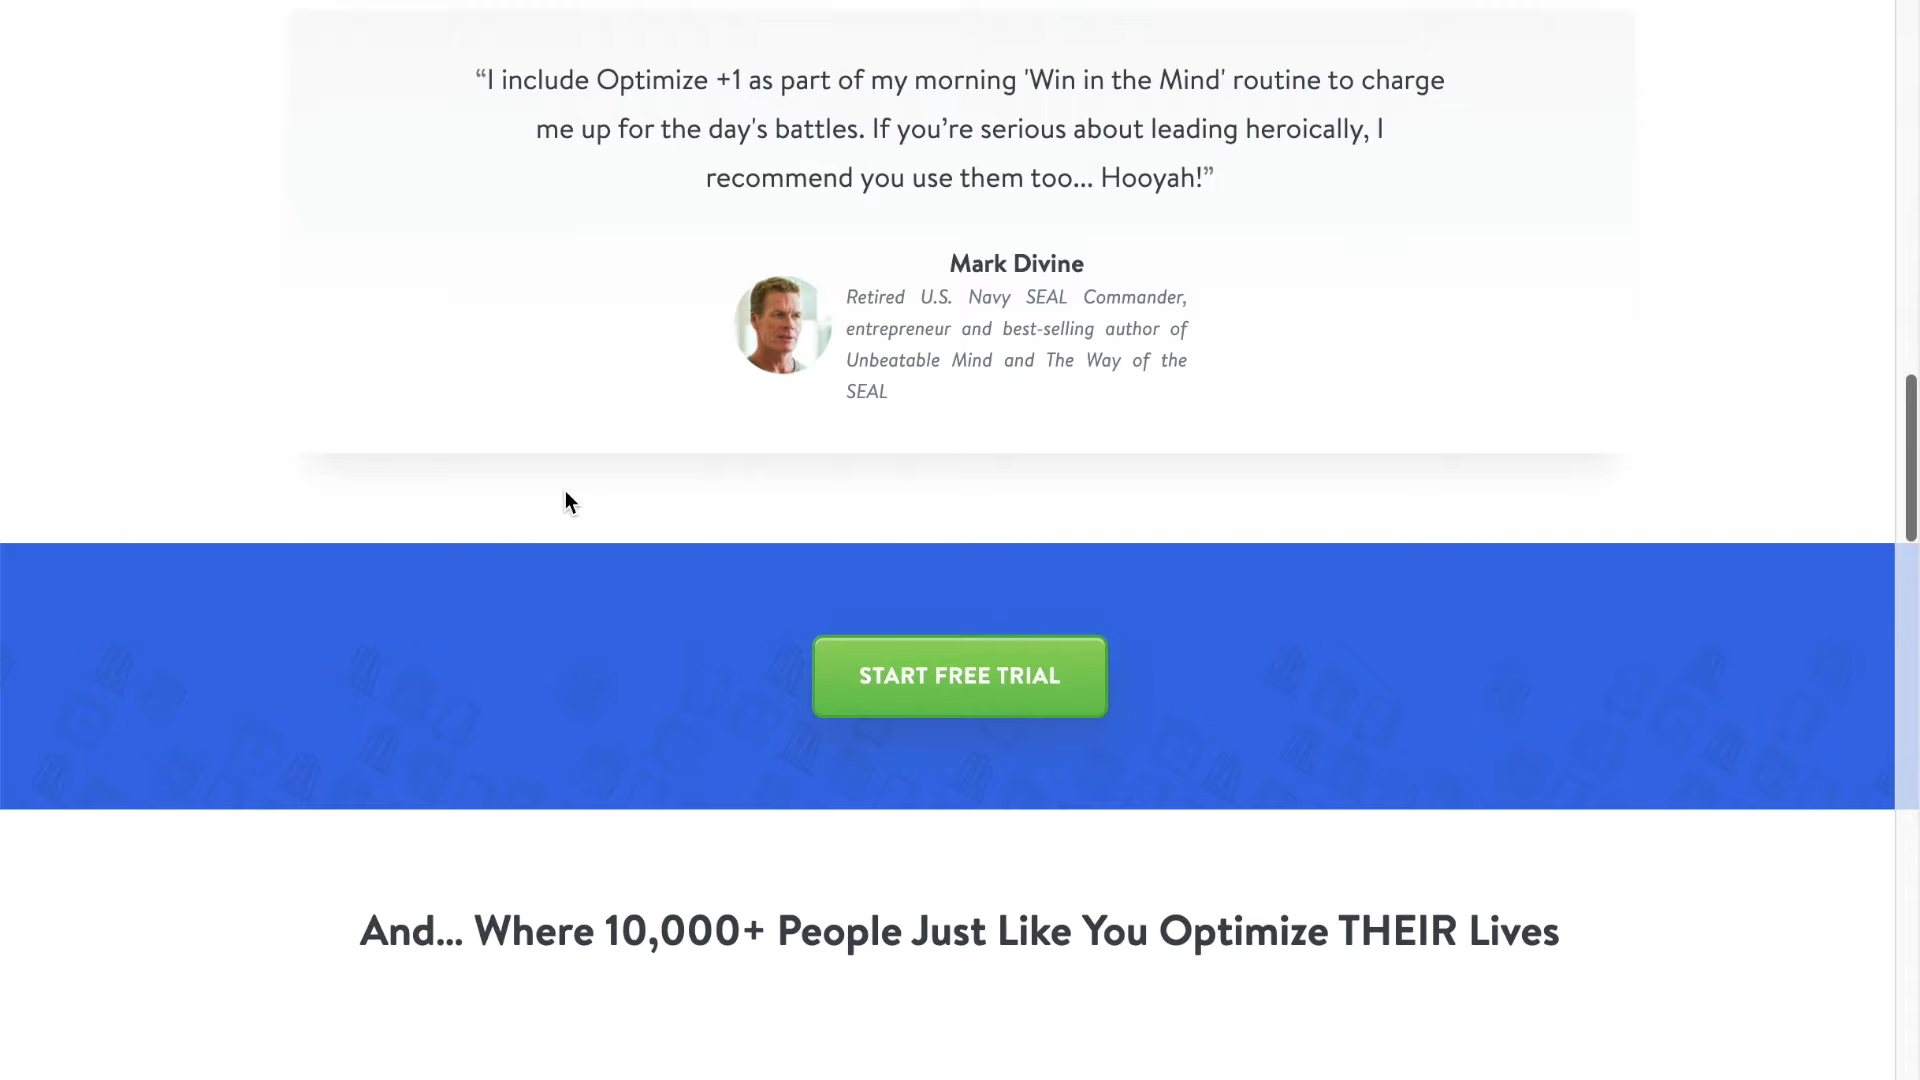 “I include Optimize +1 as part of my morning 'Win in the Mind' routine to charge
me up for the day's battles. If you’re serious about leading heroically, I
recommend you use them too... Hooyah!”
Mark Divine
Retired U.S. Navy SEAL Commander,
entrepreneur and best-selling author of
Unbeatable Mind and The Way of the
SEAL
START FREE TRIAL
And... Where 10,000+ People Just Like You Optimize THEIR Lives